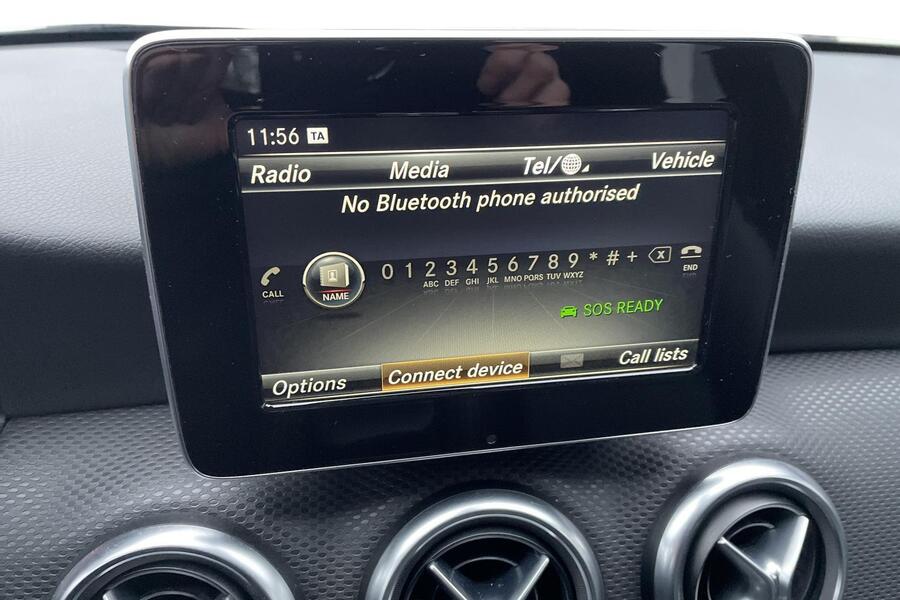 11:56 TA
Radio Media Tel/ Vehicle
No Bluetooth phone authorised
CALL NAME 0 1 2 3 4 5 6 7 8 9 * # + X END
ABC DEF GHI JKL MNO PQRS TUV WXYZ
SOS READY
Options Connect device Call lists